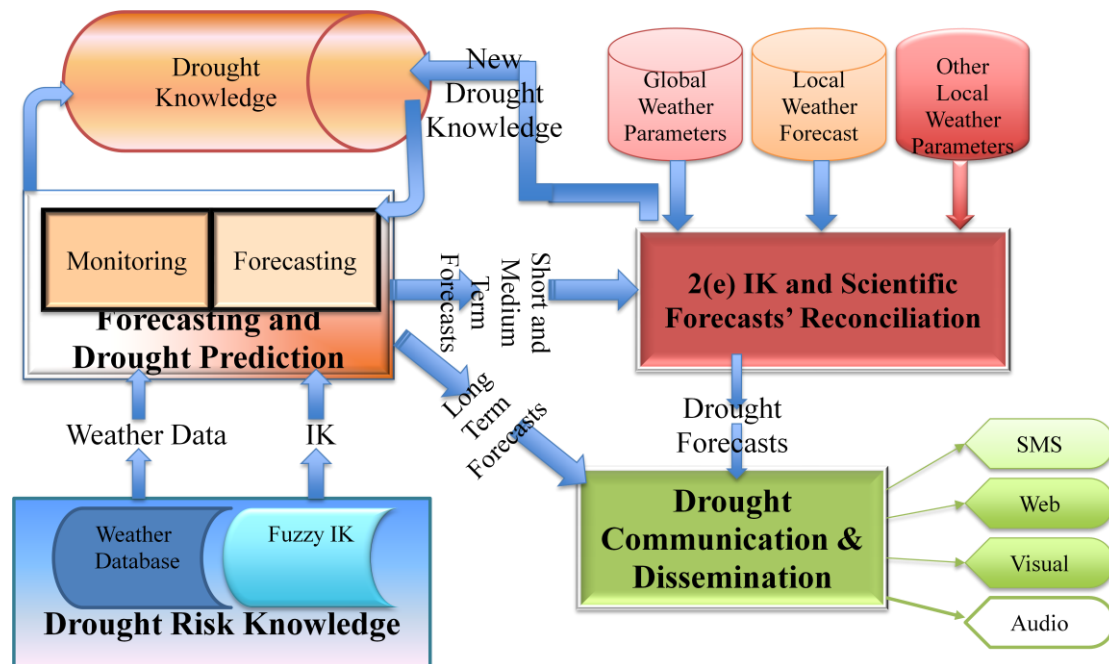 Drought
Knowledge
New
Drought
Knowledge
Global
Weather
Parameters
Local
Weather
Forecast
Other
Local
Weather
Parameters
Monitoring
Forecasting
Forecasting and
Drought Prediction
Short and
Medium
Term
Forecasts
2(e) IK and Scientific
Forecasts’ Reconciliation
Long
Term
Forecasts
Weather Data
IK
Drought
Forecasts
Weather
Database
Fuzzy IK
Drought Risk Knowledge
Drought
Communication &
Dissemination
SMS
Web
Visual
Audio